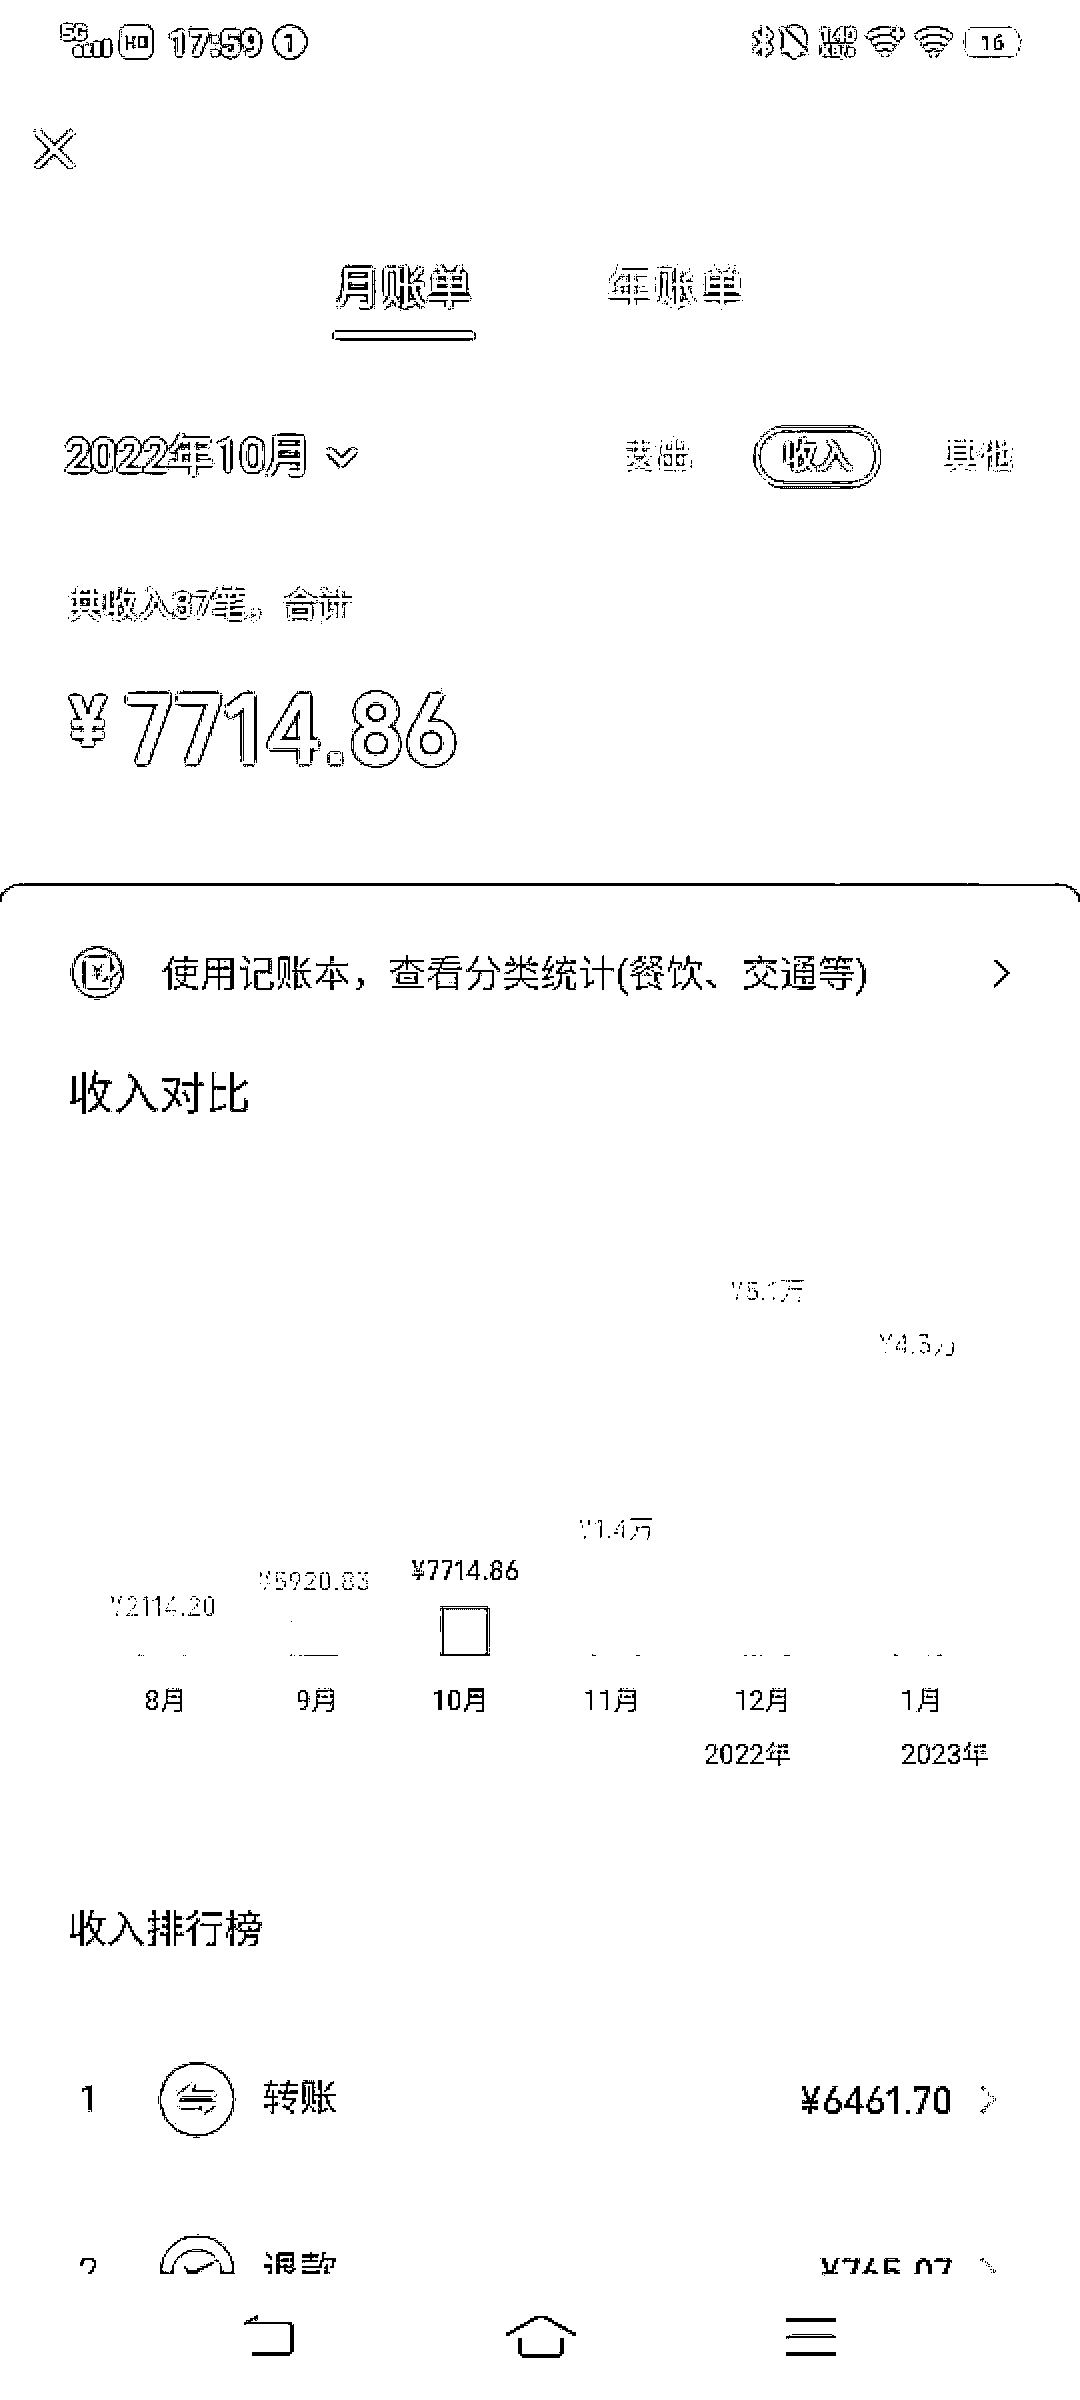 5G HD 17:59 1 16
月账单 年账单
2022年10月 支出 收入 其他
共收入37笔，合计
¥7714.86
使用记账本，查看分类统计(餐饮、交通等)
收入对比
¥5.1万
¥4.3万
¥1.4万
¥7714.86
¥5920.83
¥2114.20
8月 9月 10月 11月 12月 1月
2022年 2023年
收入排行榜
1 转账 ¥6461.70
2 退款 ¥765.07